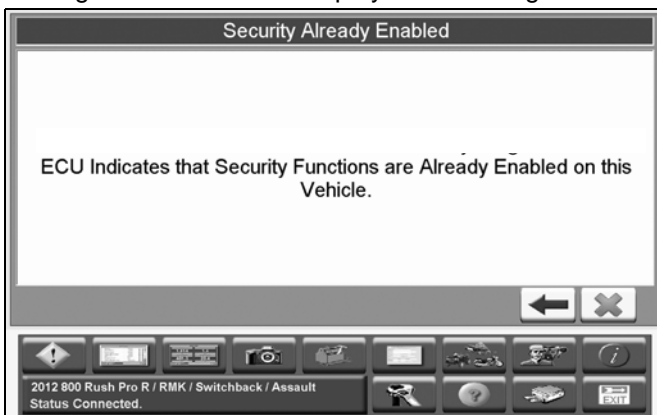 Security Already Enabled
ECU Indicates that Security Functions are Already Enabled on this
Vehicle.
2012 800 Rush Pro R / RMK / Switchback / Assault
Status Connected.
EXIT